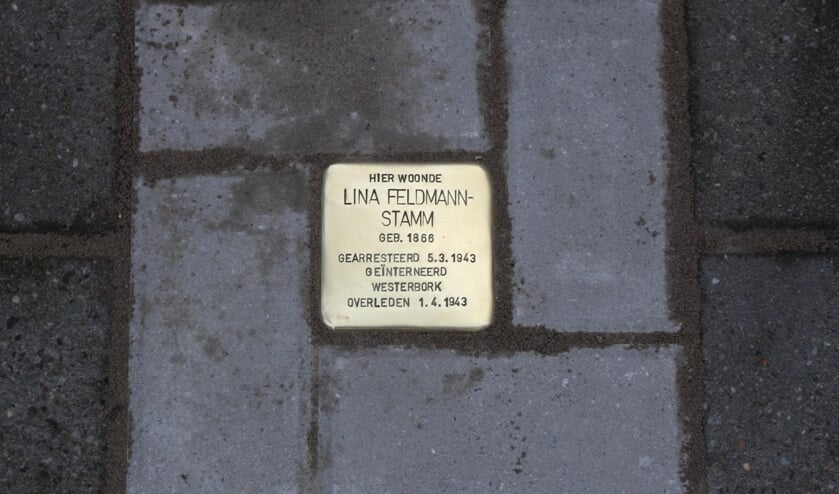 HIER WOONDE
LINA FELDMANN-
STAMM
GEB. 1866
GEARRESTEERD 5.3.1943
GEÏNTERNEERD
WESTERBORK
OVERLEDEN 1.4.1943